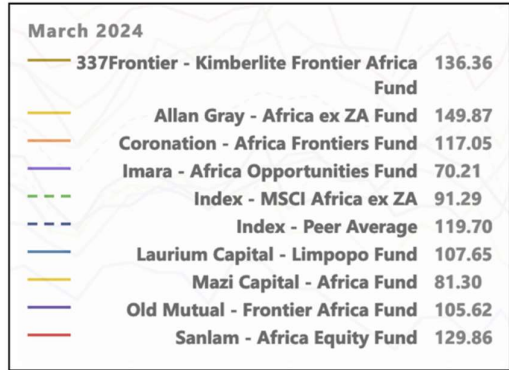 March 2024
337Frontier - Kimberlite Frontier Africa 136.36
Fund
Allan Gray - Africa ex ZA Fund 149.87
Coronation - Africa Frontiers Fund 117.05
Imara - Africa Opportunities Fund 70.21
Index - MSCI Africa ex ZA 91.29
Index - Peer Average 119.70
Laurium Capital - Limpopo Fund 107.65
Mazi Capital - Africa Fund 81.30
Old Mutual - Frontier Africa Fund 105.62
Sanlam - Africa Equity Fund 129.86